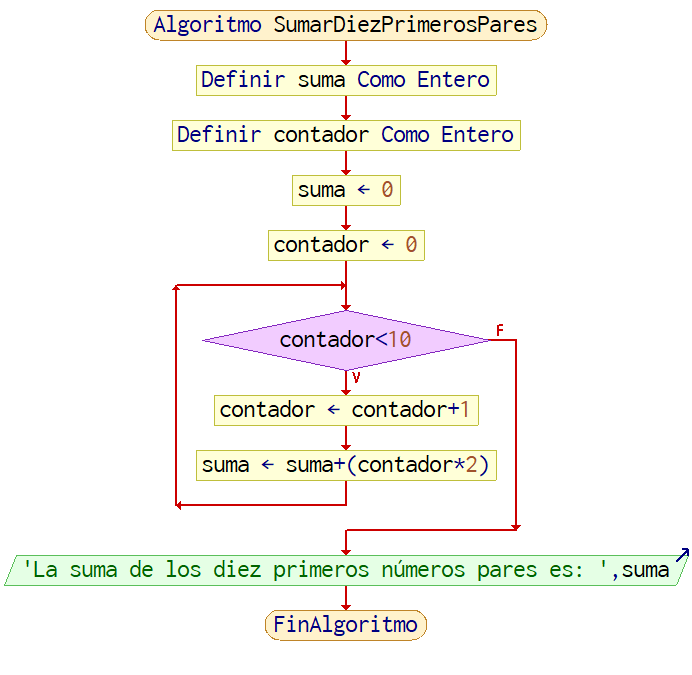 Algoritmo SumarDiezPrimerosPares
Definir suma Como Entero
Definir contador Como Entero
suma ← 0
contador ← 0
contador<10
F
V
contador ← contador+1
suma ← suma+(contador*2)
'La suma de los diez primeros números pares es: ',suma
FinAlgoritmo